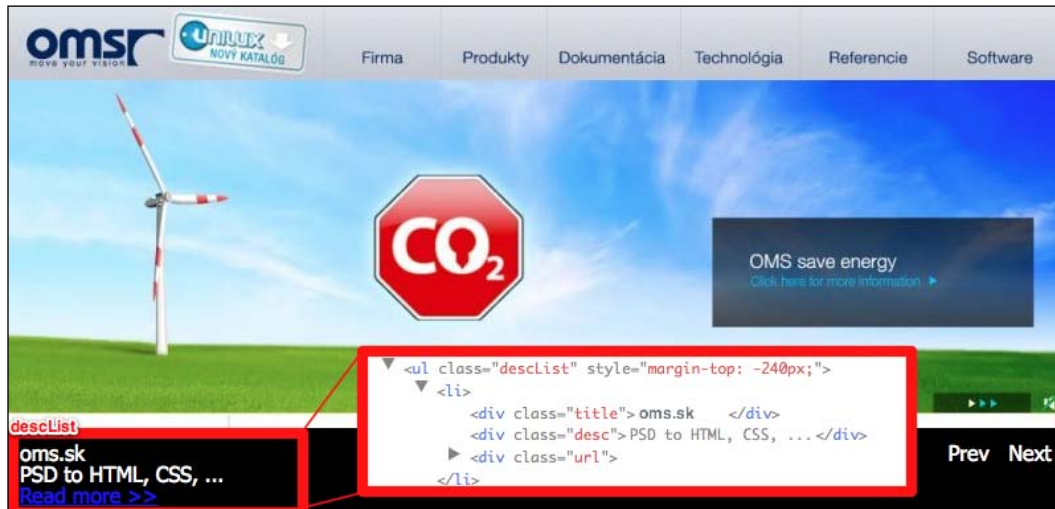 omsr
move your vision
UNILUX
NOVÝ KATALÓG
Firma
Produkty
Dokumentácia
Technológia
Referencie
Software
CO2
OMS save energy
Click here for more information
<ul class="descList" style="margin-top: -240px;">
<li>
<div class="title"> oms.sk </div>
<div class="desc">PSD to HTML, CSS, ...</div>
<div class="url">
</li>
descList
oms.sk
PSD to HTML, CSS, ...
Read more >>
Prev Next